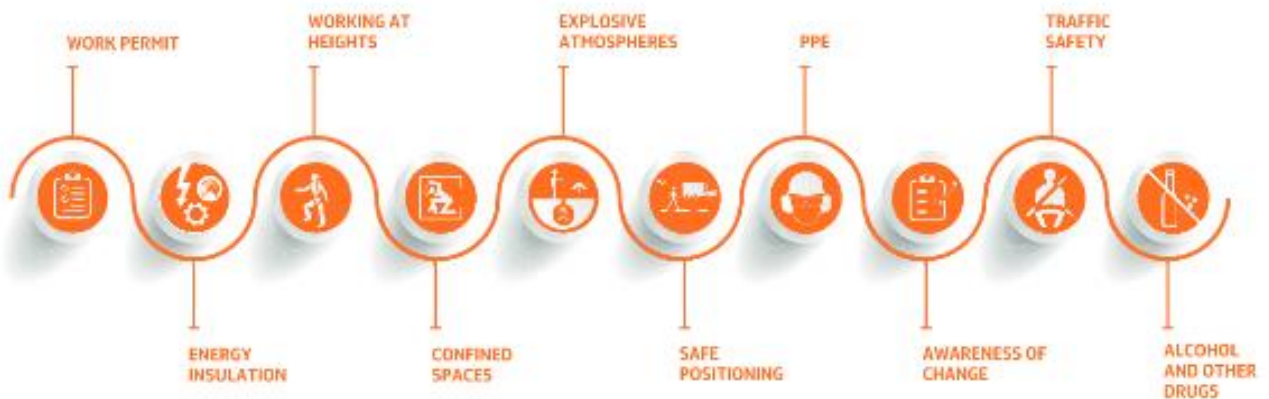 WORK PERMIT
WORKING AT
HEIGHTS
EXPLOSIVE
ATMOSPHERES
PPE
TRAFFIC
SAFETY
ENERGY
INSULATION
CONFINED
SPACES
SAFE
POSITIONING
AWARENESS OF
CHANGE
ALCOHOL
AND OTHER
DRUGS